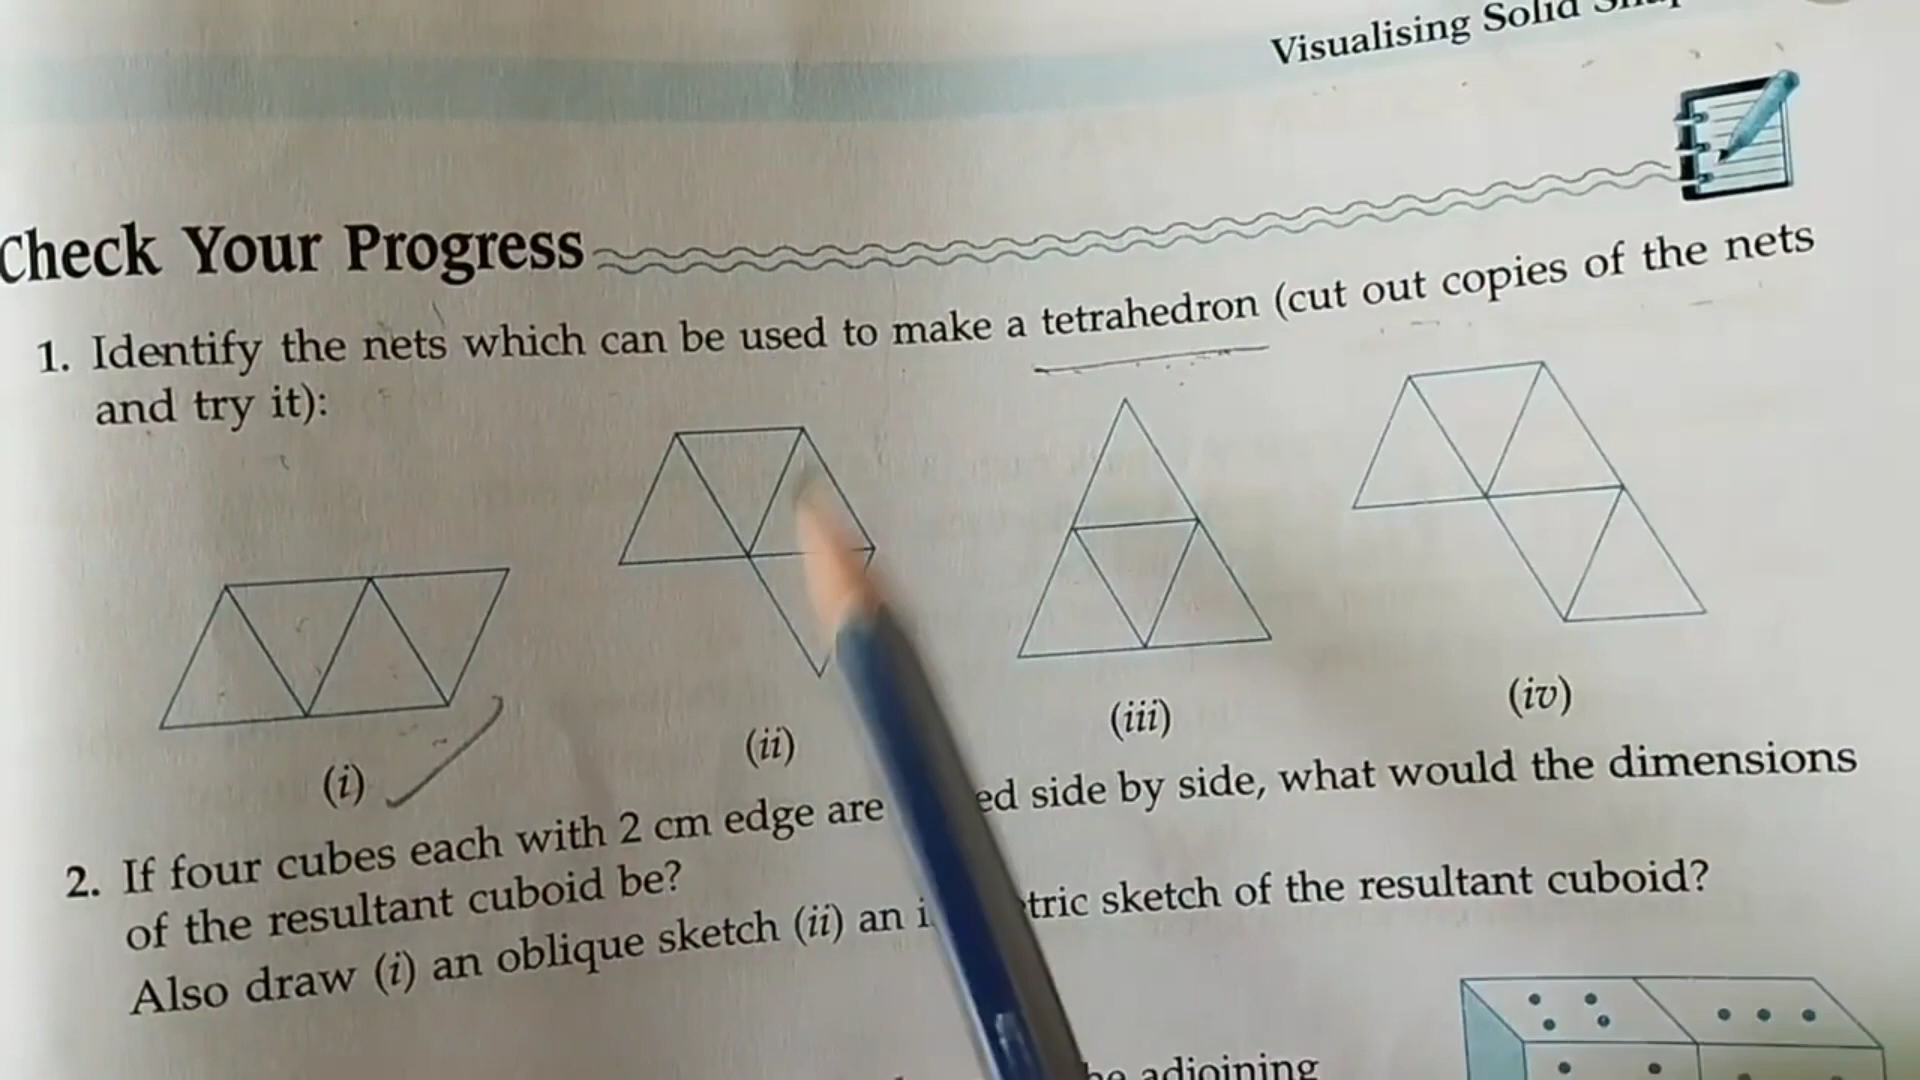 Visualising Solid
Check Your Progress
1. Identify the nets which can be used to make a tetrahedron (cut out copies of the nets
and try it):
(i)
(ii)
(iii)
(iv)
2. If four cubes each with 2 cm edge are ed side by side, what would the dimensions
of the resultant cuboid be?
Also draw (i) an oblique sketch (ii) an i tric sketch of the resultant cuboid?
adjoining